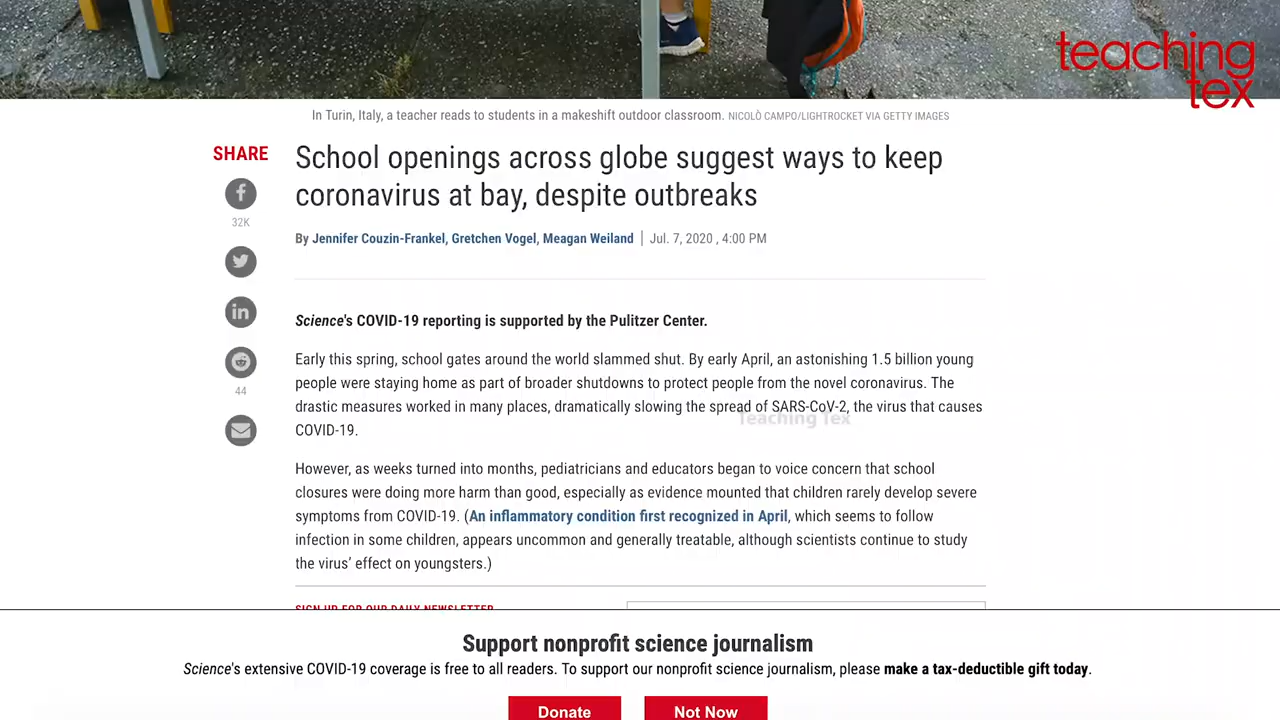 teaching
tex
In Turin, Italy, a teacher reads to students in a makeshift outdoor classroom. NICOLÒ CAMPO/LIGHTROCKET VIA GETTY IMAGES
SHARE
School openings across globe suggest ways to keep
coronavirus at bay, despite outbreaks
32K
By Jennifer Couzin-Frankel, Gretchen Vogel, Meagan Weiland | Jul. 7, 2020 , 4:00 PM
Science's COVID-19 reporting is supported by the Pulitzer Center.
Early this spring, school gates around the world slammed shut. By early April, an astonishing 1.5 billion young
people were staying home as part of broader shutdowns to protect people from the novel coronavirus. The
44
drastic measures worked in many places, dramatically slowing the spread of SARS-CoV-2, the virus that causes
Teaching Tex
COVID-19.
However, as weeks turned into months, pediatricians and educators began to voice concern that school
closures were doing more harm than good, especially as evidence mounted that children rarely develop severe
symptoms from COVID-19. (An inflammatory condition first recognized in April, which seems to follow
infection in some children, appears uncommon and generally treatable, although scientists continue to study
the virus’ effect on youngsters.)
SIGN UP FOR OUR DAILY NEWSLETTER
Support nonprofit science journalism
Science's extensive COVID-19 coverage is free to all readers. To support our nonprofit science journalism, please make a tax-deductible gift today.
Donate
Not Now